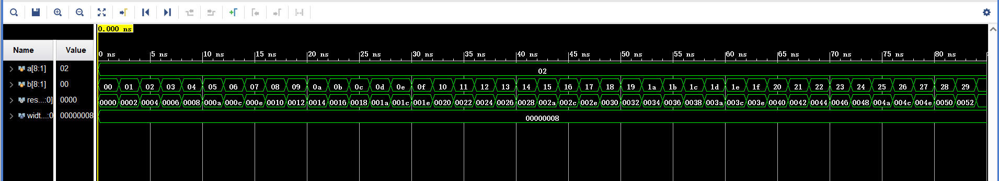 0.000 ns
Name Value
0 ns 5 ns 10 ns 15 ns 20 ns 25 ns 30 ns 35 ns 40 ns 45 ns 50 ns 55 ns 60 ns 65 ns 70 ns 75 ns 80 ns
a[8:1] 02 02
b[8:1] 00 00 01 02 03 04 05 06 07 08 09 0a 0b 0c 0d 0e 0f 10 11 12 13 14 15 16 17 18 19 1a 1b 1c 1d 1e 1f 20 21 22 23 24 25 26 27 28 29
res...:0] 0000 0000 0002 0004 0006 0008 000a 000c 000e 0010 0012 0014 0016 0018 001a 001c 001e 0020 0022 0024 0026 0028 002a 002c 002e 0030 0032 0034 0036 0038 003a 003c 003e 0040 0042 0044 0046 0048 004a 004c 004e 0050 0052
widt...:0 00000008 00000008